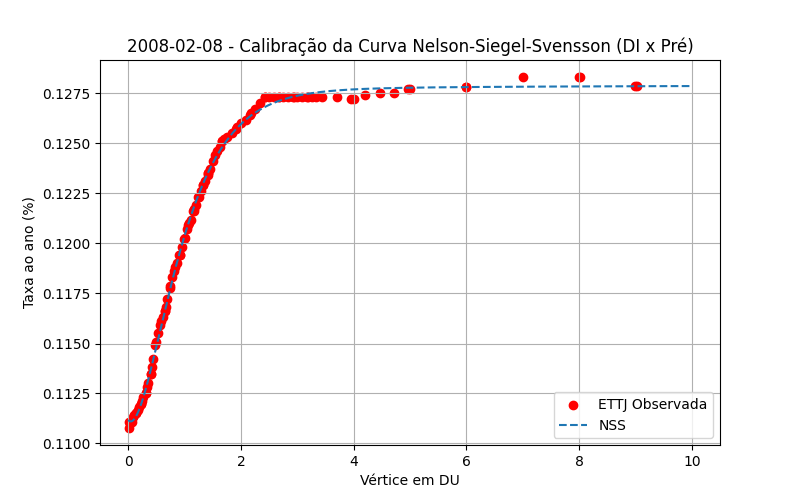 2008-02-08 - Calibração da Curva Nelson-Siegel-Svensson (DI x Pré)
Taxa ao ano (%)
0.1275
0.1250
0.1225
0.1200
0.1175
0.1150
0.1125
0.1100
0
2
4
6
8
10
Vértice em DU
ETTJ Observada
NSS